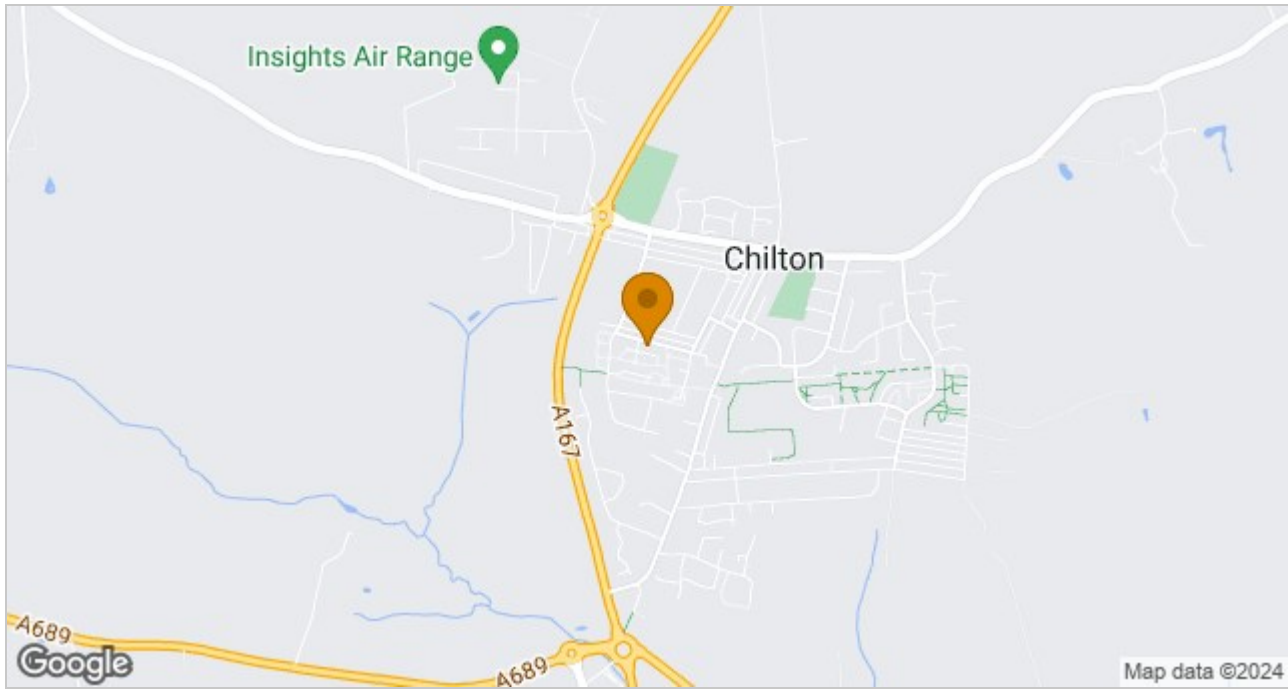 Insights Air Range
Chilton
A167
A689
A689
Google
Map data ©2024